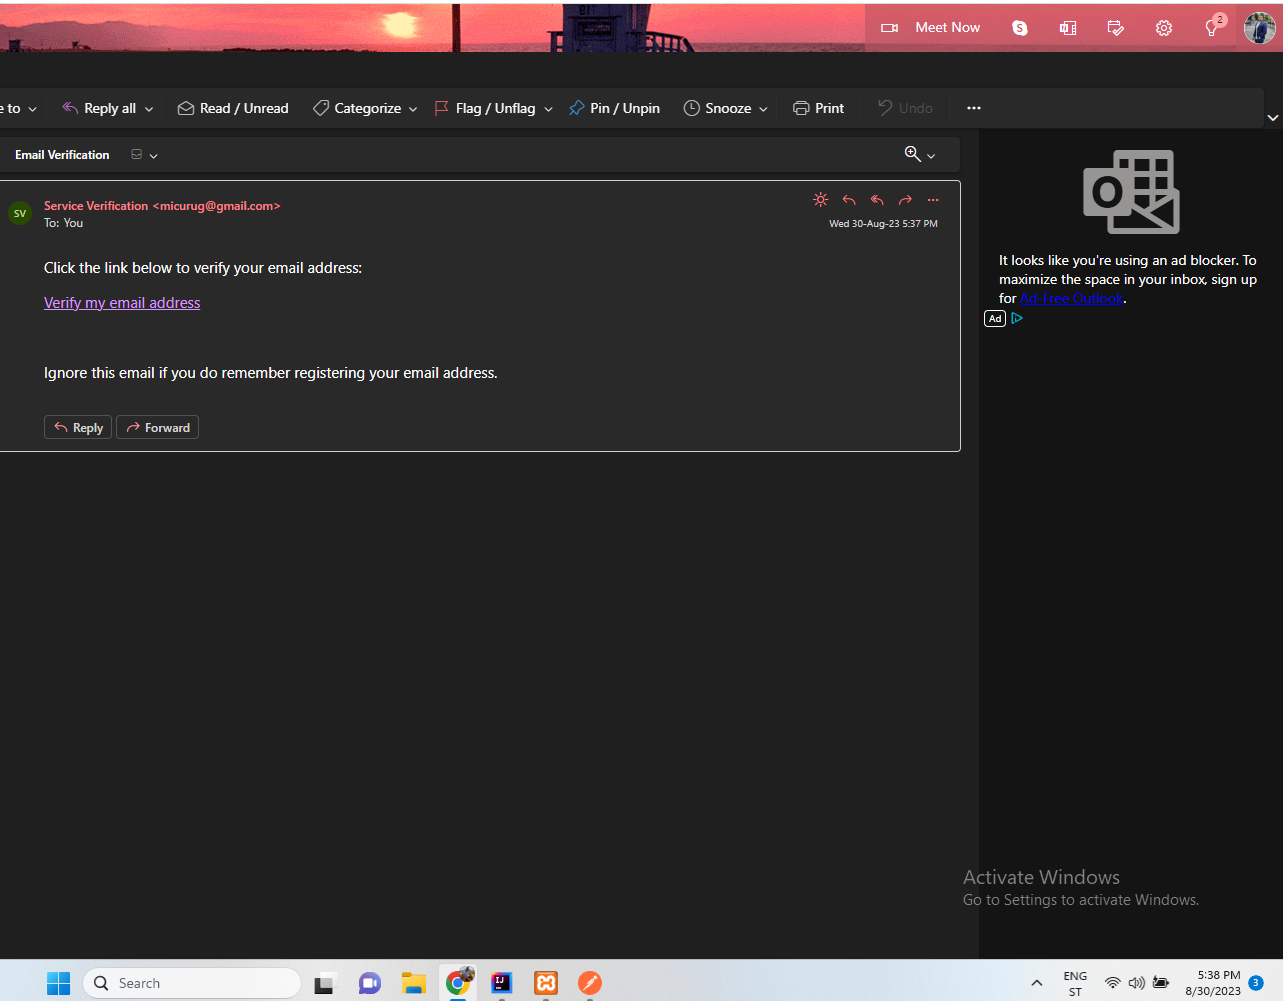 Meet Now
2
e to
Reply all
Read / Unread
Categorize
Flag / Unflag
Pin / Unpin
Snooze
Print
Undo
Email Verification
SV
Service Verification <micurug@gmail.com>
To: You
Wed 30-Aug-23 5:37 PM
Click the link below to verify your email address:
Verify my email address
Ignore this email if you do remember registering your email address.
Reply
Forward
It looks like you're using an ad blocker. To
maximize the space in your inbox, sign up
for Ad-Free Outlook.
Ad
Activate Windows
Go to Settings to activate Windows.
Search
ENG
ST
5:38 PM
8/30/2023
3